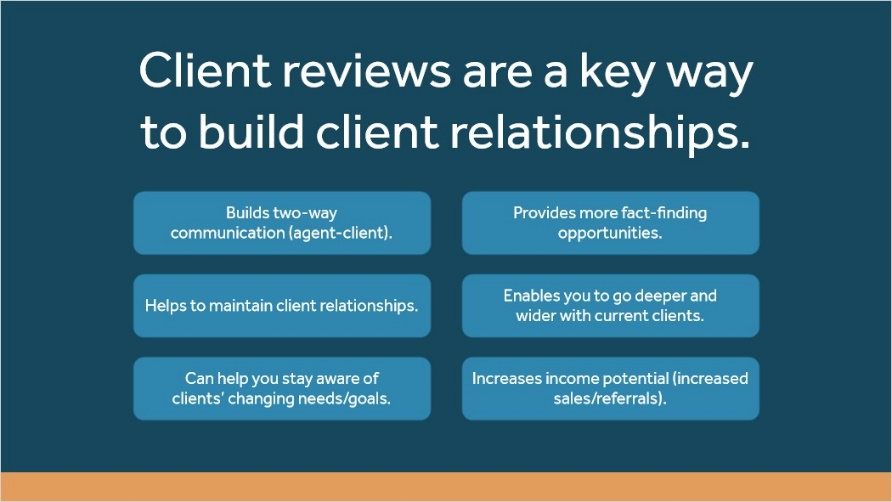 Client reviews are a key way
to build client relationships.
Builds two-way
communication (agent-client).
Provides more fact-finding
opportunities.
Helps to maintain client relationships.
Enables you to go deeper and
wider with current clients.
Can help you stay aware of
clients’ changing needs/goals.
Increases income potential (increased
sales/referrals).